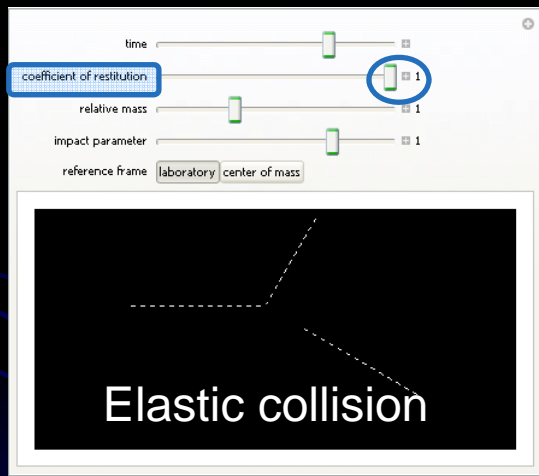 time
coefficient of restitution 1
relative mass 1
impact parameter 1
reference frame laboratory center of mass
Elastic collision